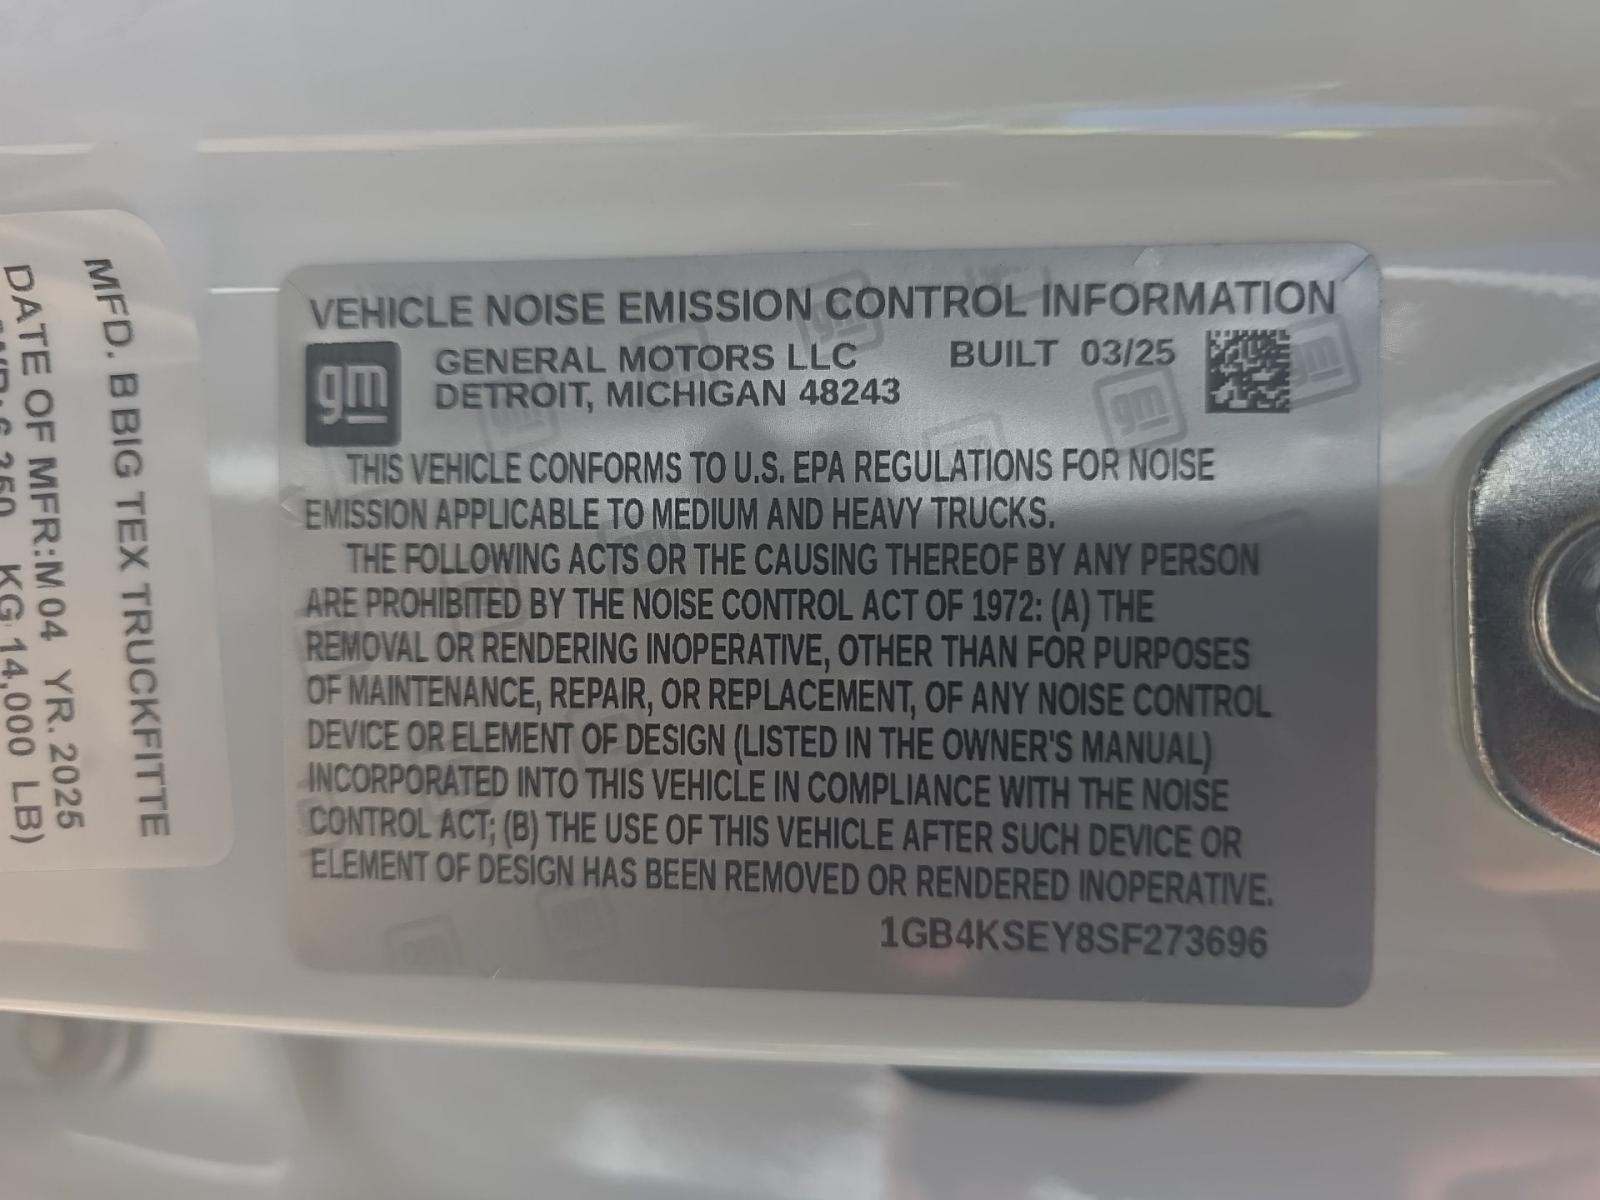 VEHICLE NOISE EMISSION CONTROL INFORMATION
gm
GENERAL MOTORS LLC BUILT 03/25
DETROIT, MICHIGAN 48243
THIS VEHICLE CONFORMS TO U.S. EPA REGULATIONS FOR NOISE
EMISSION APPLICABLE TO MEDIUM AND HEAVY TRUCKS.
THE FOLLOWING ACTS OR THE CAUSING THEREOF BY ANY PERSON
ARE PROHIBITED BY THE NOISE CONTROL ACT OF 1972: (A) THE
REMOVAL OR RENDERING INOPERATIVE, OTHER THAN FOR PURPOSES
OF MAINTENANCE, REPAIR, OR REPLACEMENT, OF ANY NOISE CONTROL
DEVICE OR ELEMENT OF DESIGN (LISTED IN THE OWNER'S MANUAL)
INCORPORATED INTO THIS VEHICLE IN COMPLIANCE WITH THE NOISE
CONTROL ACT; (B) THE USE OF THIS VEHICLE AFTER SUCH DEVICE OR
ELEMENT OF DESIGN HAS BEEN REMOVED OR RENDERED INOPERATIVE.
1GB4KSEY8SF273696
MFD. BBIG TEX TRUCKFITTE
DATE OF MFR:M 04 YR. 2025
KG 14,000 LB)